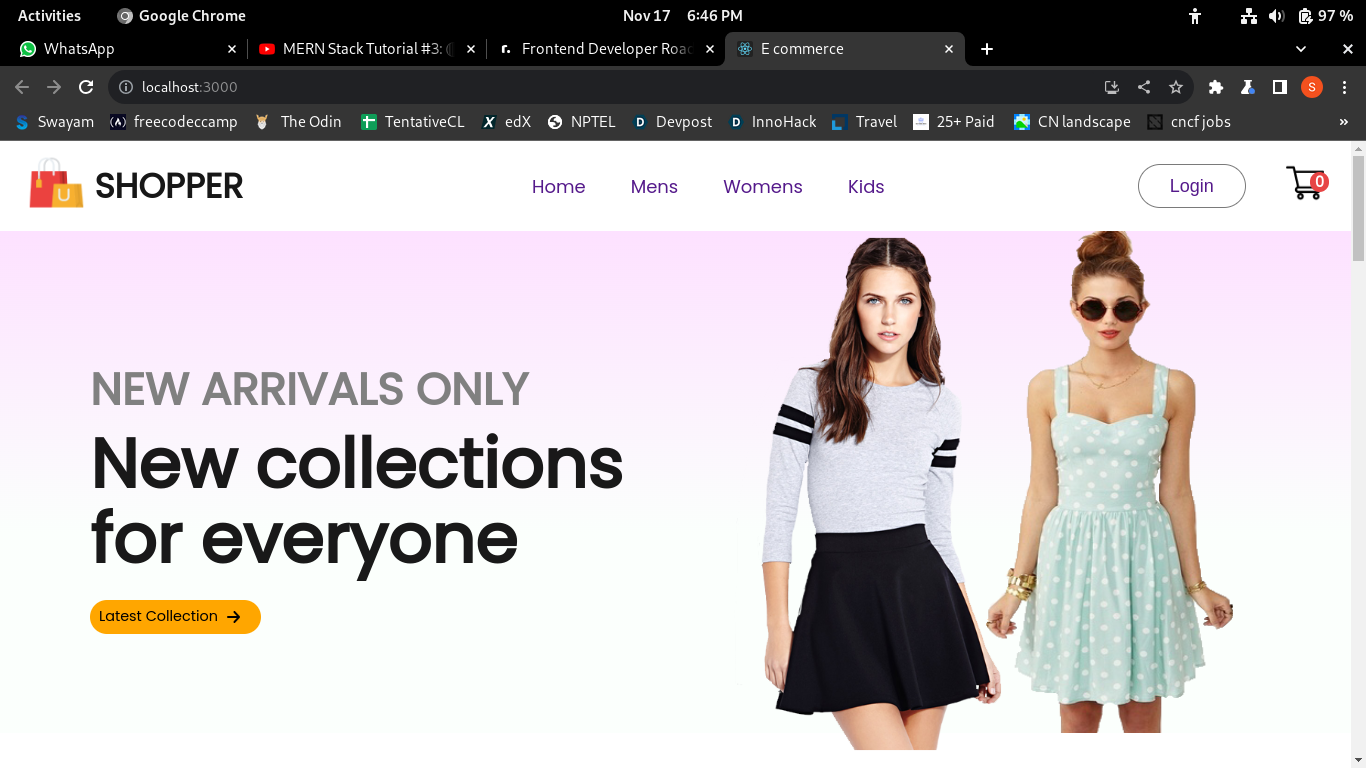 Activities Google Chrome Nov 17 6:46 PM 97 %
WhatsApp MERN Stack Tutorial #3: Frontend Developer Roa E commerce
localhost:3000 S
Swayam freecodeccamp The Odin TentativeCL edX NPTEL Devpost InnoHack Travel 25+ Paid CN landscape cncf jobs »
U SHOPPER Home Mens Womens Kids Login 0
NEW ARRIVALS ONLY
New collections
for everyone
Latest Collection